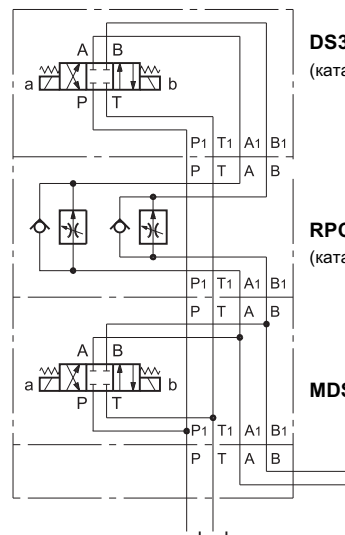 A B
DS3
(ката
a b
P T
P1 T1 A1 B1
P T A B
RPC
(ката
P1 T1 A1 B1
P T A B
A B
a b
MDS
P T
P1 T1 A1 B1
P T A B